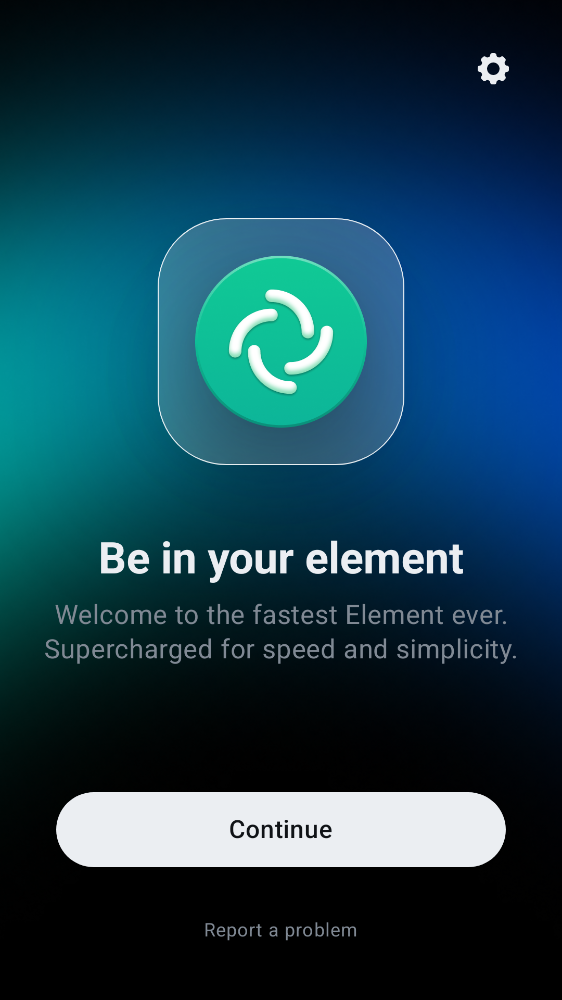 Be in your element
Welcome to the fastest Element ever.
Supercharged for speed and simplicity.
Continue
Report a problem